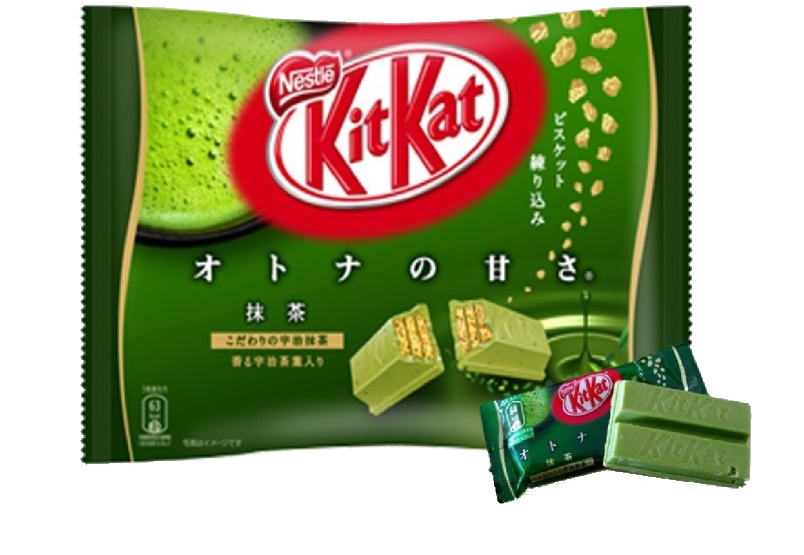 Nestlé
KitKat
ビスケット
練り込み
オトナの甘さ
抹茶
こだわりの宇治抹茶
香る宇治茶葉入り
63
写真はイメージです
KitKat
オトナ
抹茶
KitKat
KitKat